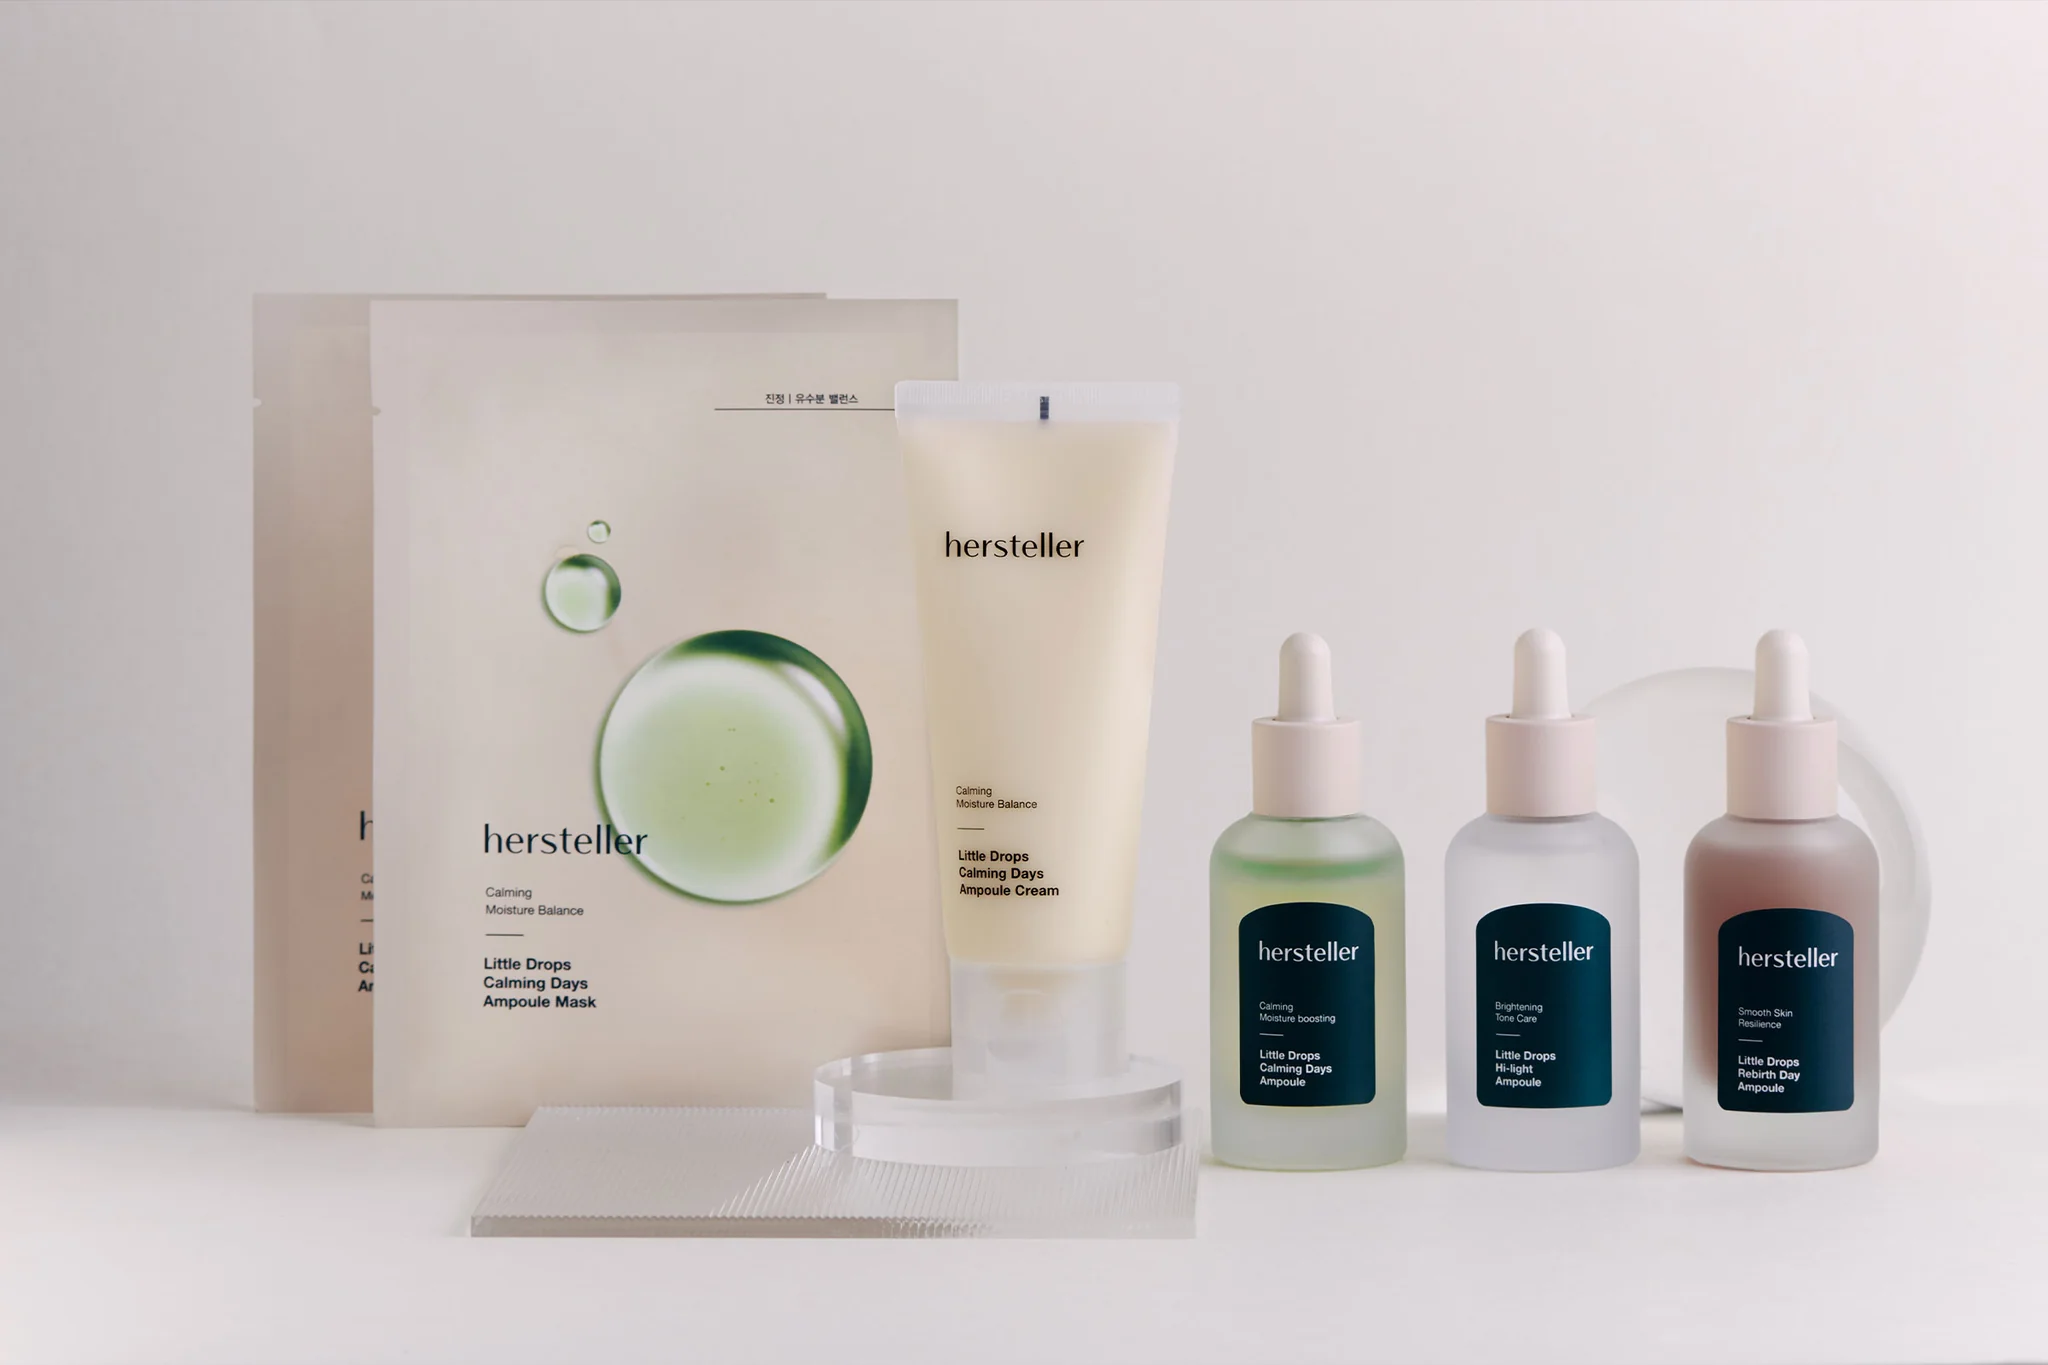 진정 | 유수분 밸런스
hersteller
Calming
Moisture Balance
Little Drops
Calming Days
Ampoule Mask
hersteller
Calming
Moisture Balance
Little Drops
Calming Days
Ampoule Cream
hersteller
Calming
Moisture boosting
Little Drops
Calming Days
Ampoule
hersteller
Brightening
Tone Care
Little Drops
Hi-light
Ampoule
hersteller
Smooth Skin
Resilience
Little Drops
Rebirth Day
Ampoule